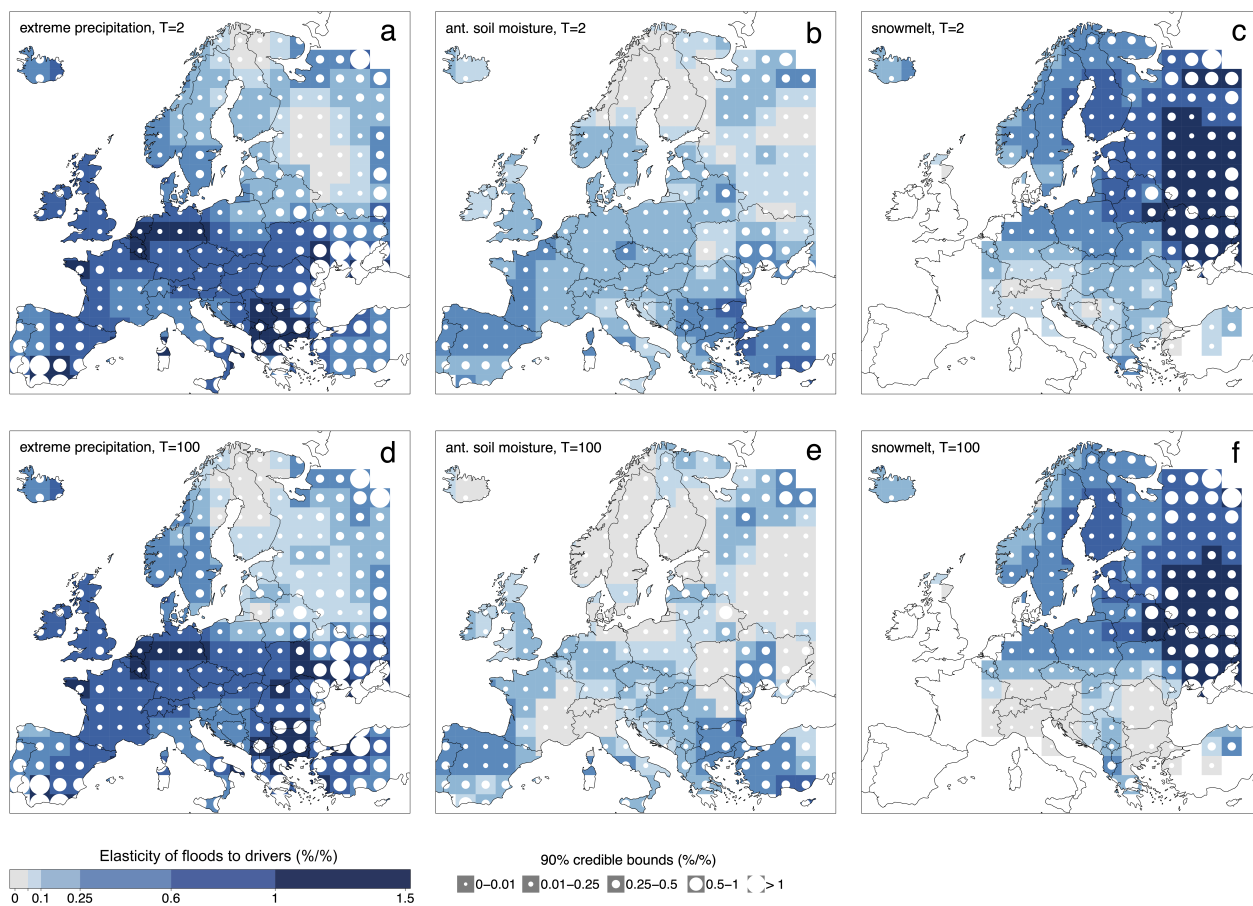 extreme precipitation, T=2 a
ant. soil moisture, T=2 b
snowmelt, T=2 c
extreme precipitation, T=100 d
ant. soil moisture, T=100 e
snowmelt, T=100 f
Elasticity of floods to drivers (%/%)
0 0.1 0.25 0.6 1 1.5
90% credible bounds (%/%)
0−0.01 0.01−0.25 0.25−0.5 0.5−1 > 1